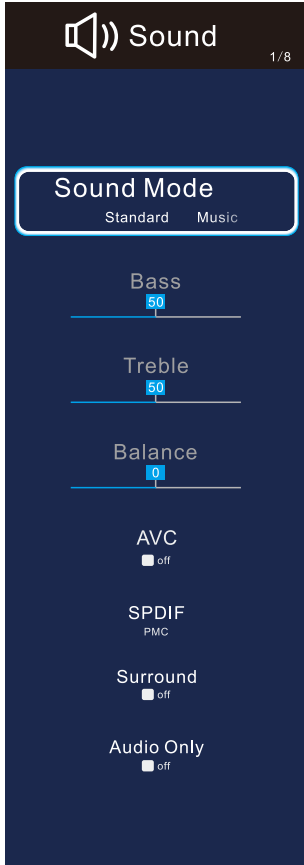 Sound
1/8
Sound Mode
Standard Music
Bass
50
Treble
50
Balance
0
AVC
off
SPDIF
PMC
Surround
off
Audio Only
off